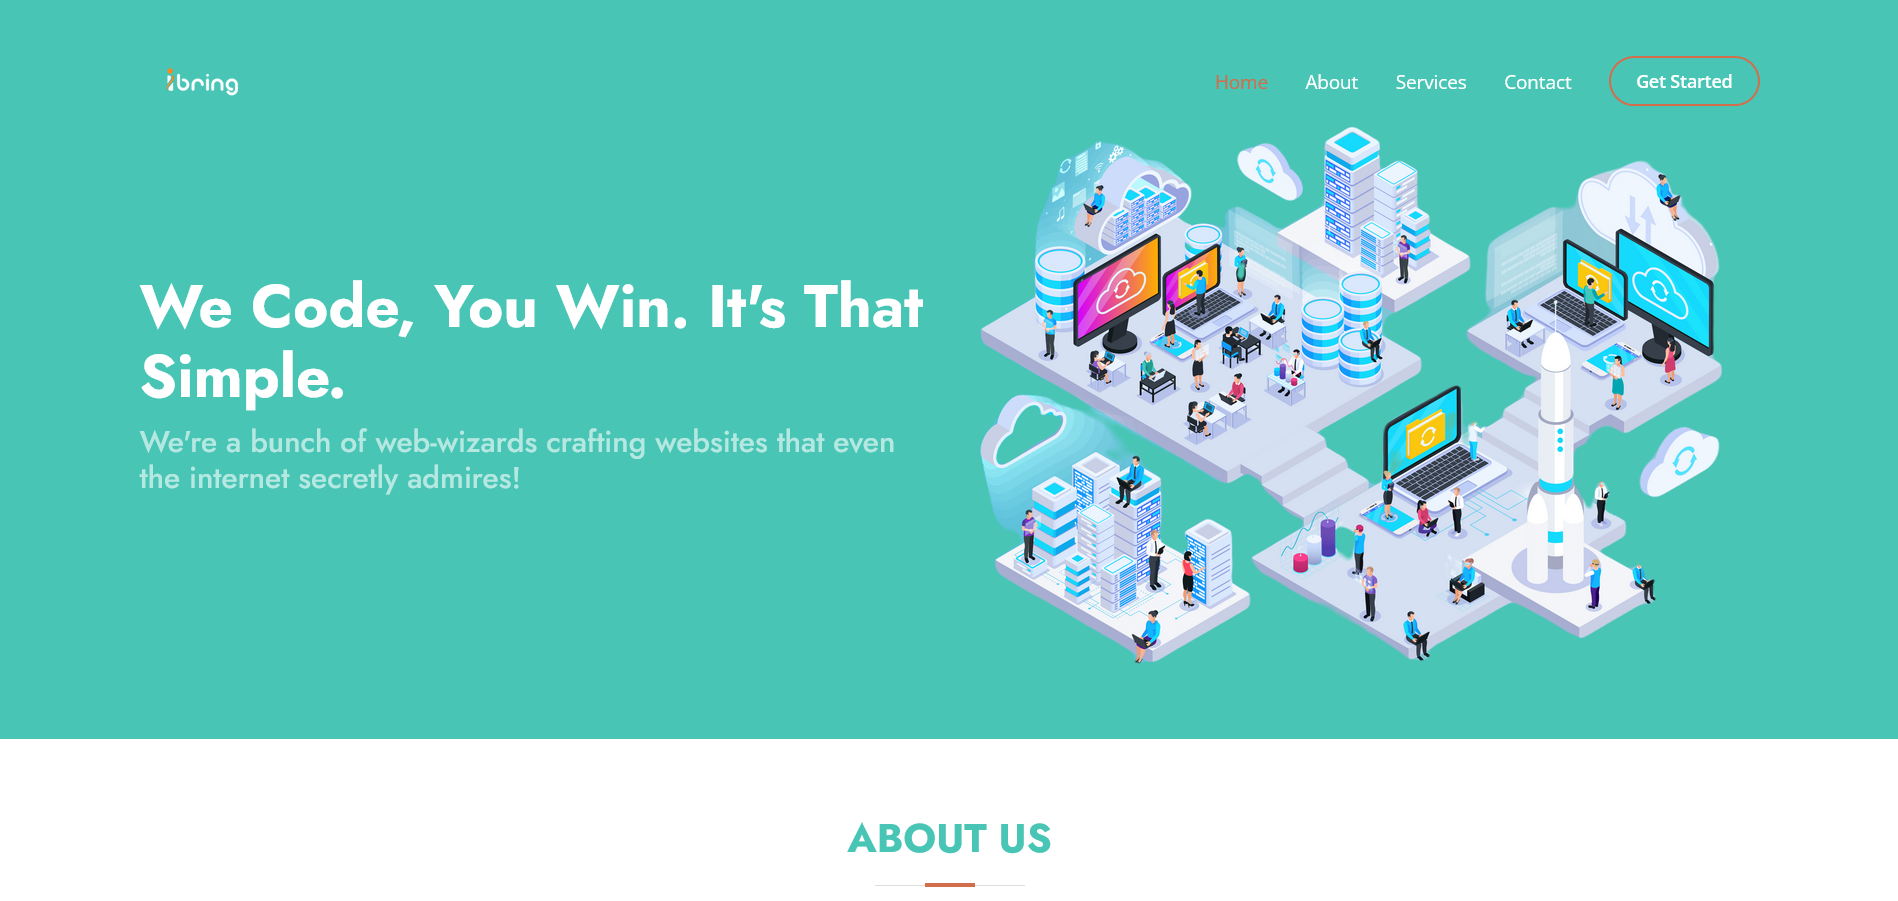 ibring
Home About Services Contact Get Started
We Code, You Win. It's That
Simple.
We're a bunch of web-wizards crafting websites that even
the internet secretly admires!
ABOUT US